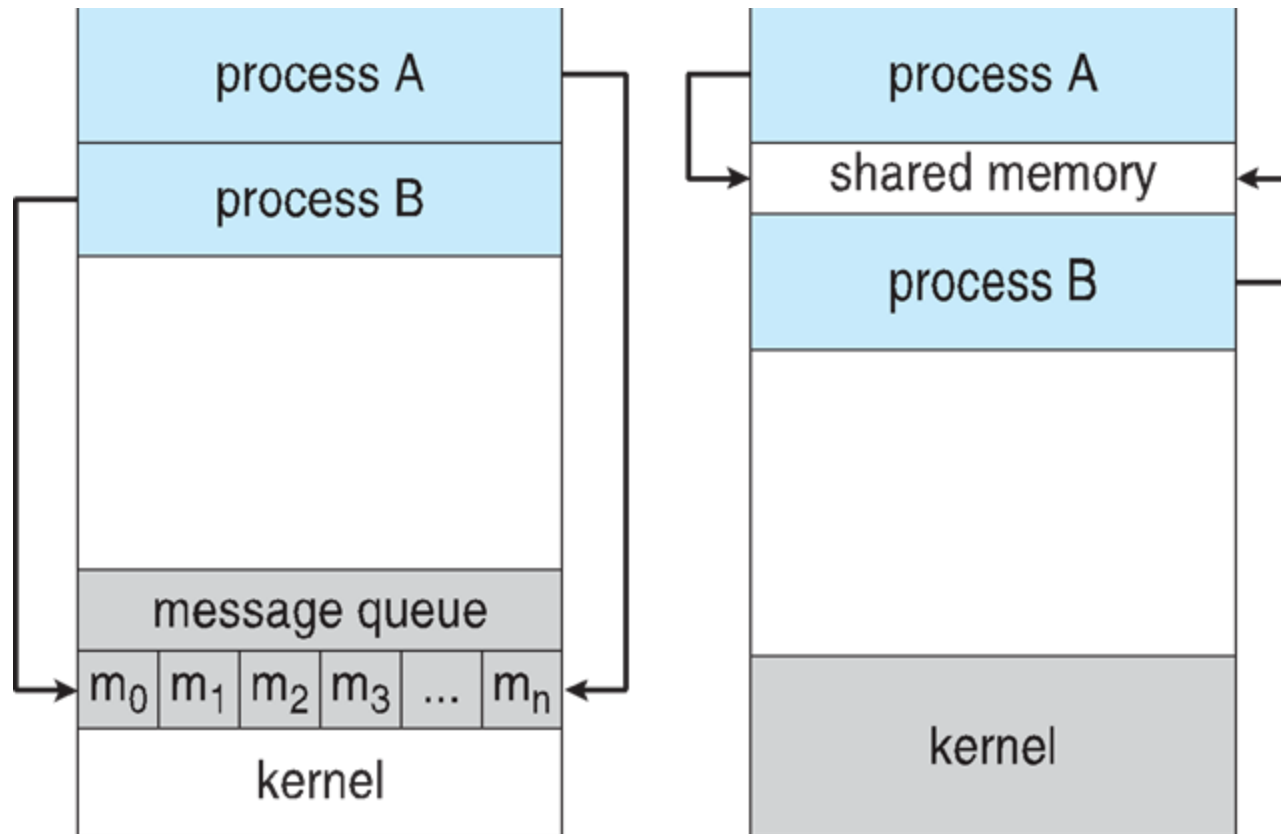 process A
process B
message queue
m₀ m₁ m₂ m₃ ... mₙ
kernel
process A
shared memory
process B
kernel